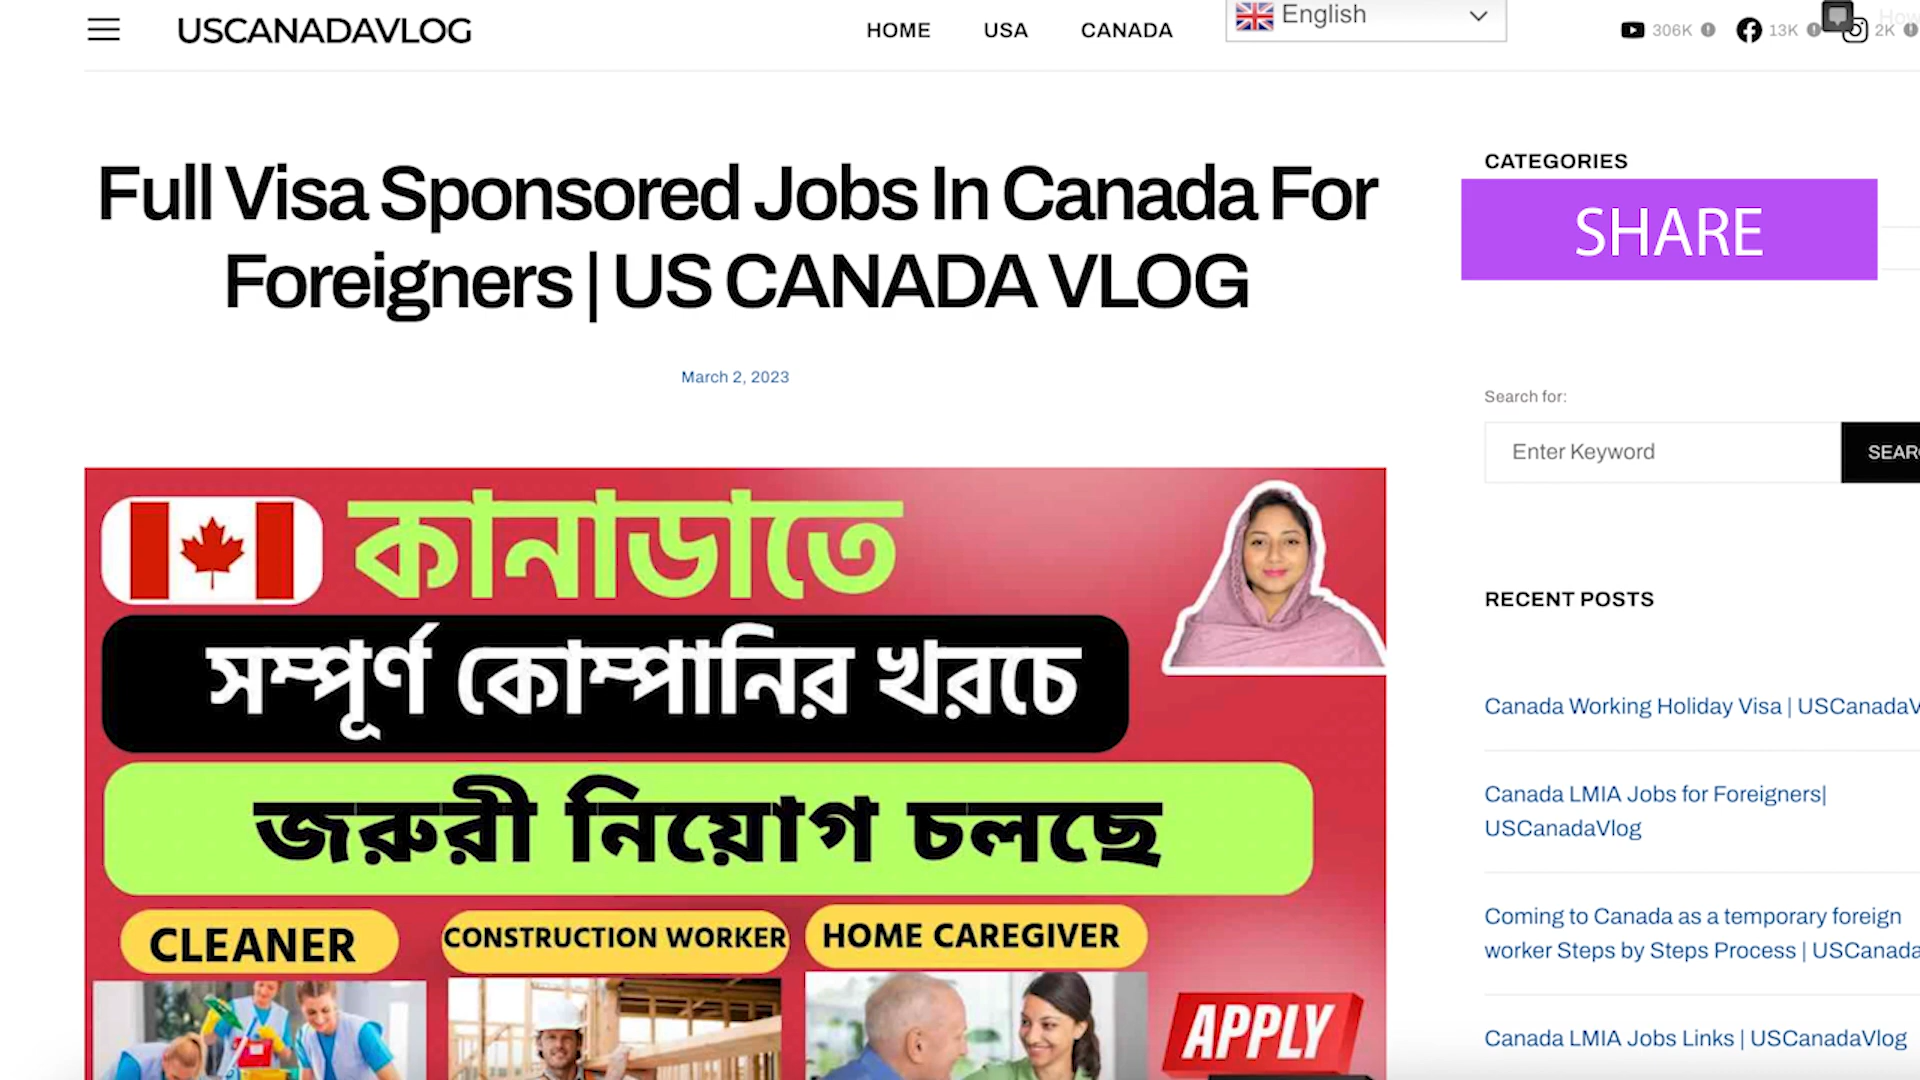 USCANADAVLOG
HOME USA CANADA
English
306K 13K 2K
Full Visa Sponsored Jobs In Canada For
Foreigners | US CANADA VLOG
March 2, 2023
CATEGORIES
SHARE
Search for:
Enter Keyword
SEAR
RECENT POSTS
Canada Working Holiday Visa | USCanadaV
Canada LMIA Jobs for Foreigners|
USCanadaVlog
Coming to Canada as a temporary foreign
worker Steps by Steps Process | USCanada
Canada LMIA Jobs Links | USCanadaVlog
কানাডাতে
সম্পূর্ণ কোম্পানির খরচে
জরুরী নিয়োগ চলছে
CLEANER
CONSTRUCTION WORKER
HOME CAREGIVER
APPLY